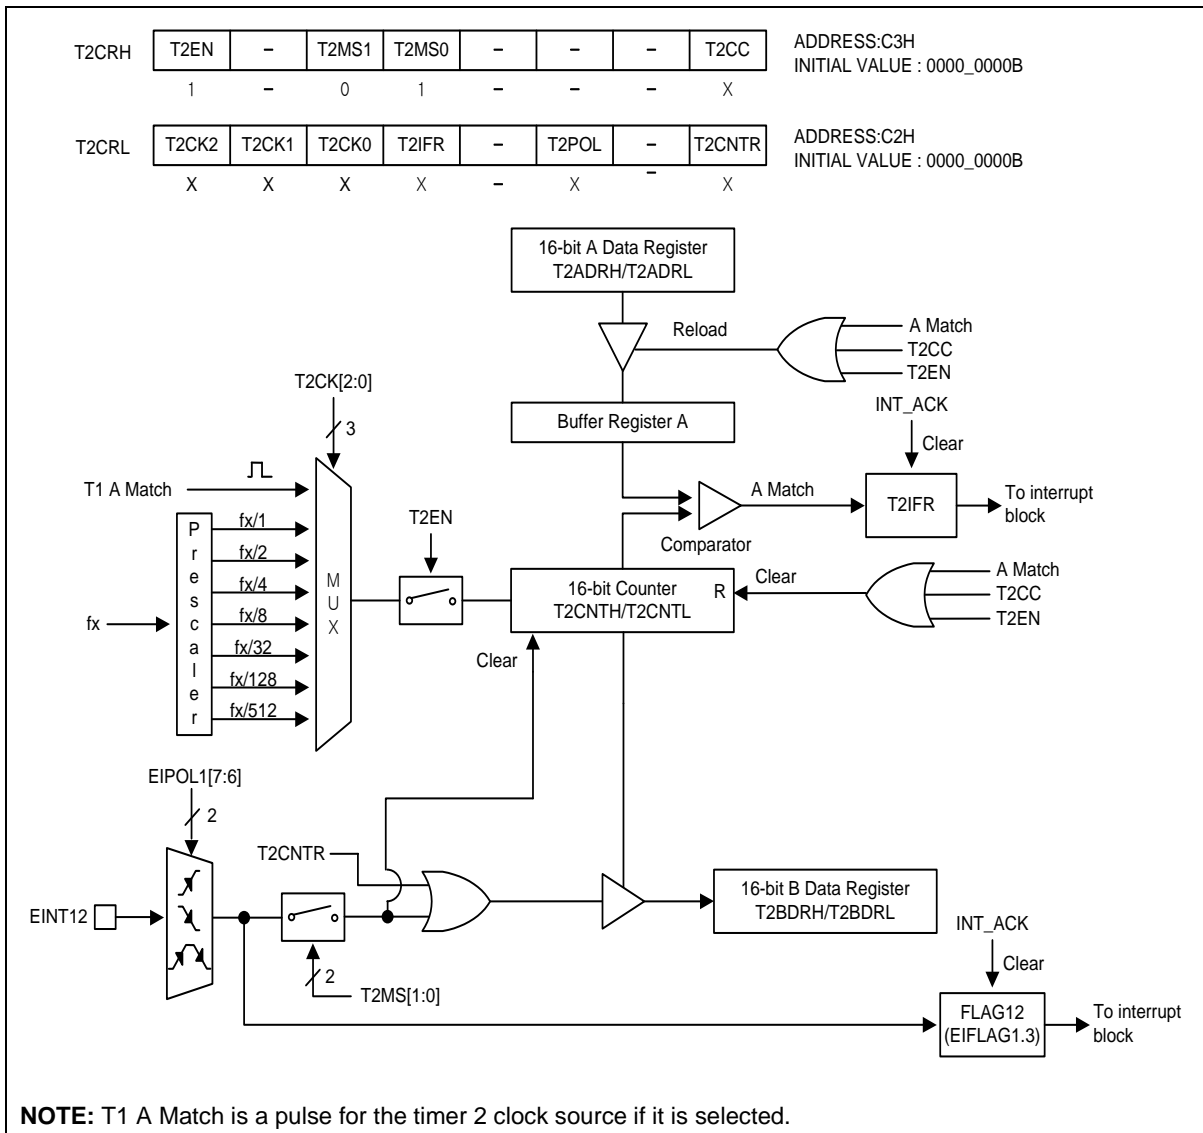 T2CRH T2EN – T2MS1 T2MS0 – – – T2CC ADDRESS:C3H
INITIAL VALUE : 0000_0000B
1 – 0 1 – – – X
T2CRL T2CK2 T2CK1 T2CK0 T2IFR – T2POL – T2CNTR ADDRESS:C2H
INITIAL VALUE : 0000_0000B
X X X X – X – X
16-bit A Data Register
T2ADRH/T2ADRL
Reload
A Match
T2CC
T2EN
T2CK[2:0]
3
Buffer Register A
INT_ACK
Clear
T1 A Match
A Match
T2IFR
To interrupt
block
Comparator
Prescaler
fx
fx/1
fx/2
fx/4
fx/8
fx/32
fx/128
fx/512
MUX
T2EN
16-bit Counter
T2CNTH/T2CNTL
R
Clear
A Match
T2CC
T2EN
Clear
EIPOL1[7:6]
2
T2CNTR
EINT12
2
T2MS[1:0]
16-bit B Data Register
T2BDRH/T2BDRL
INT_ACK
Clear
FLAG12
(EIFLAG1.3)
To interrupt
block
NOTE: T1 A Match is a pulse for the timer 2 clock source if it is selected.